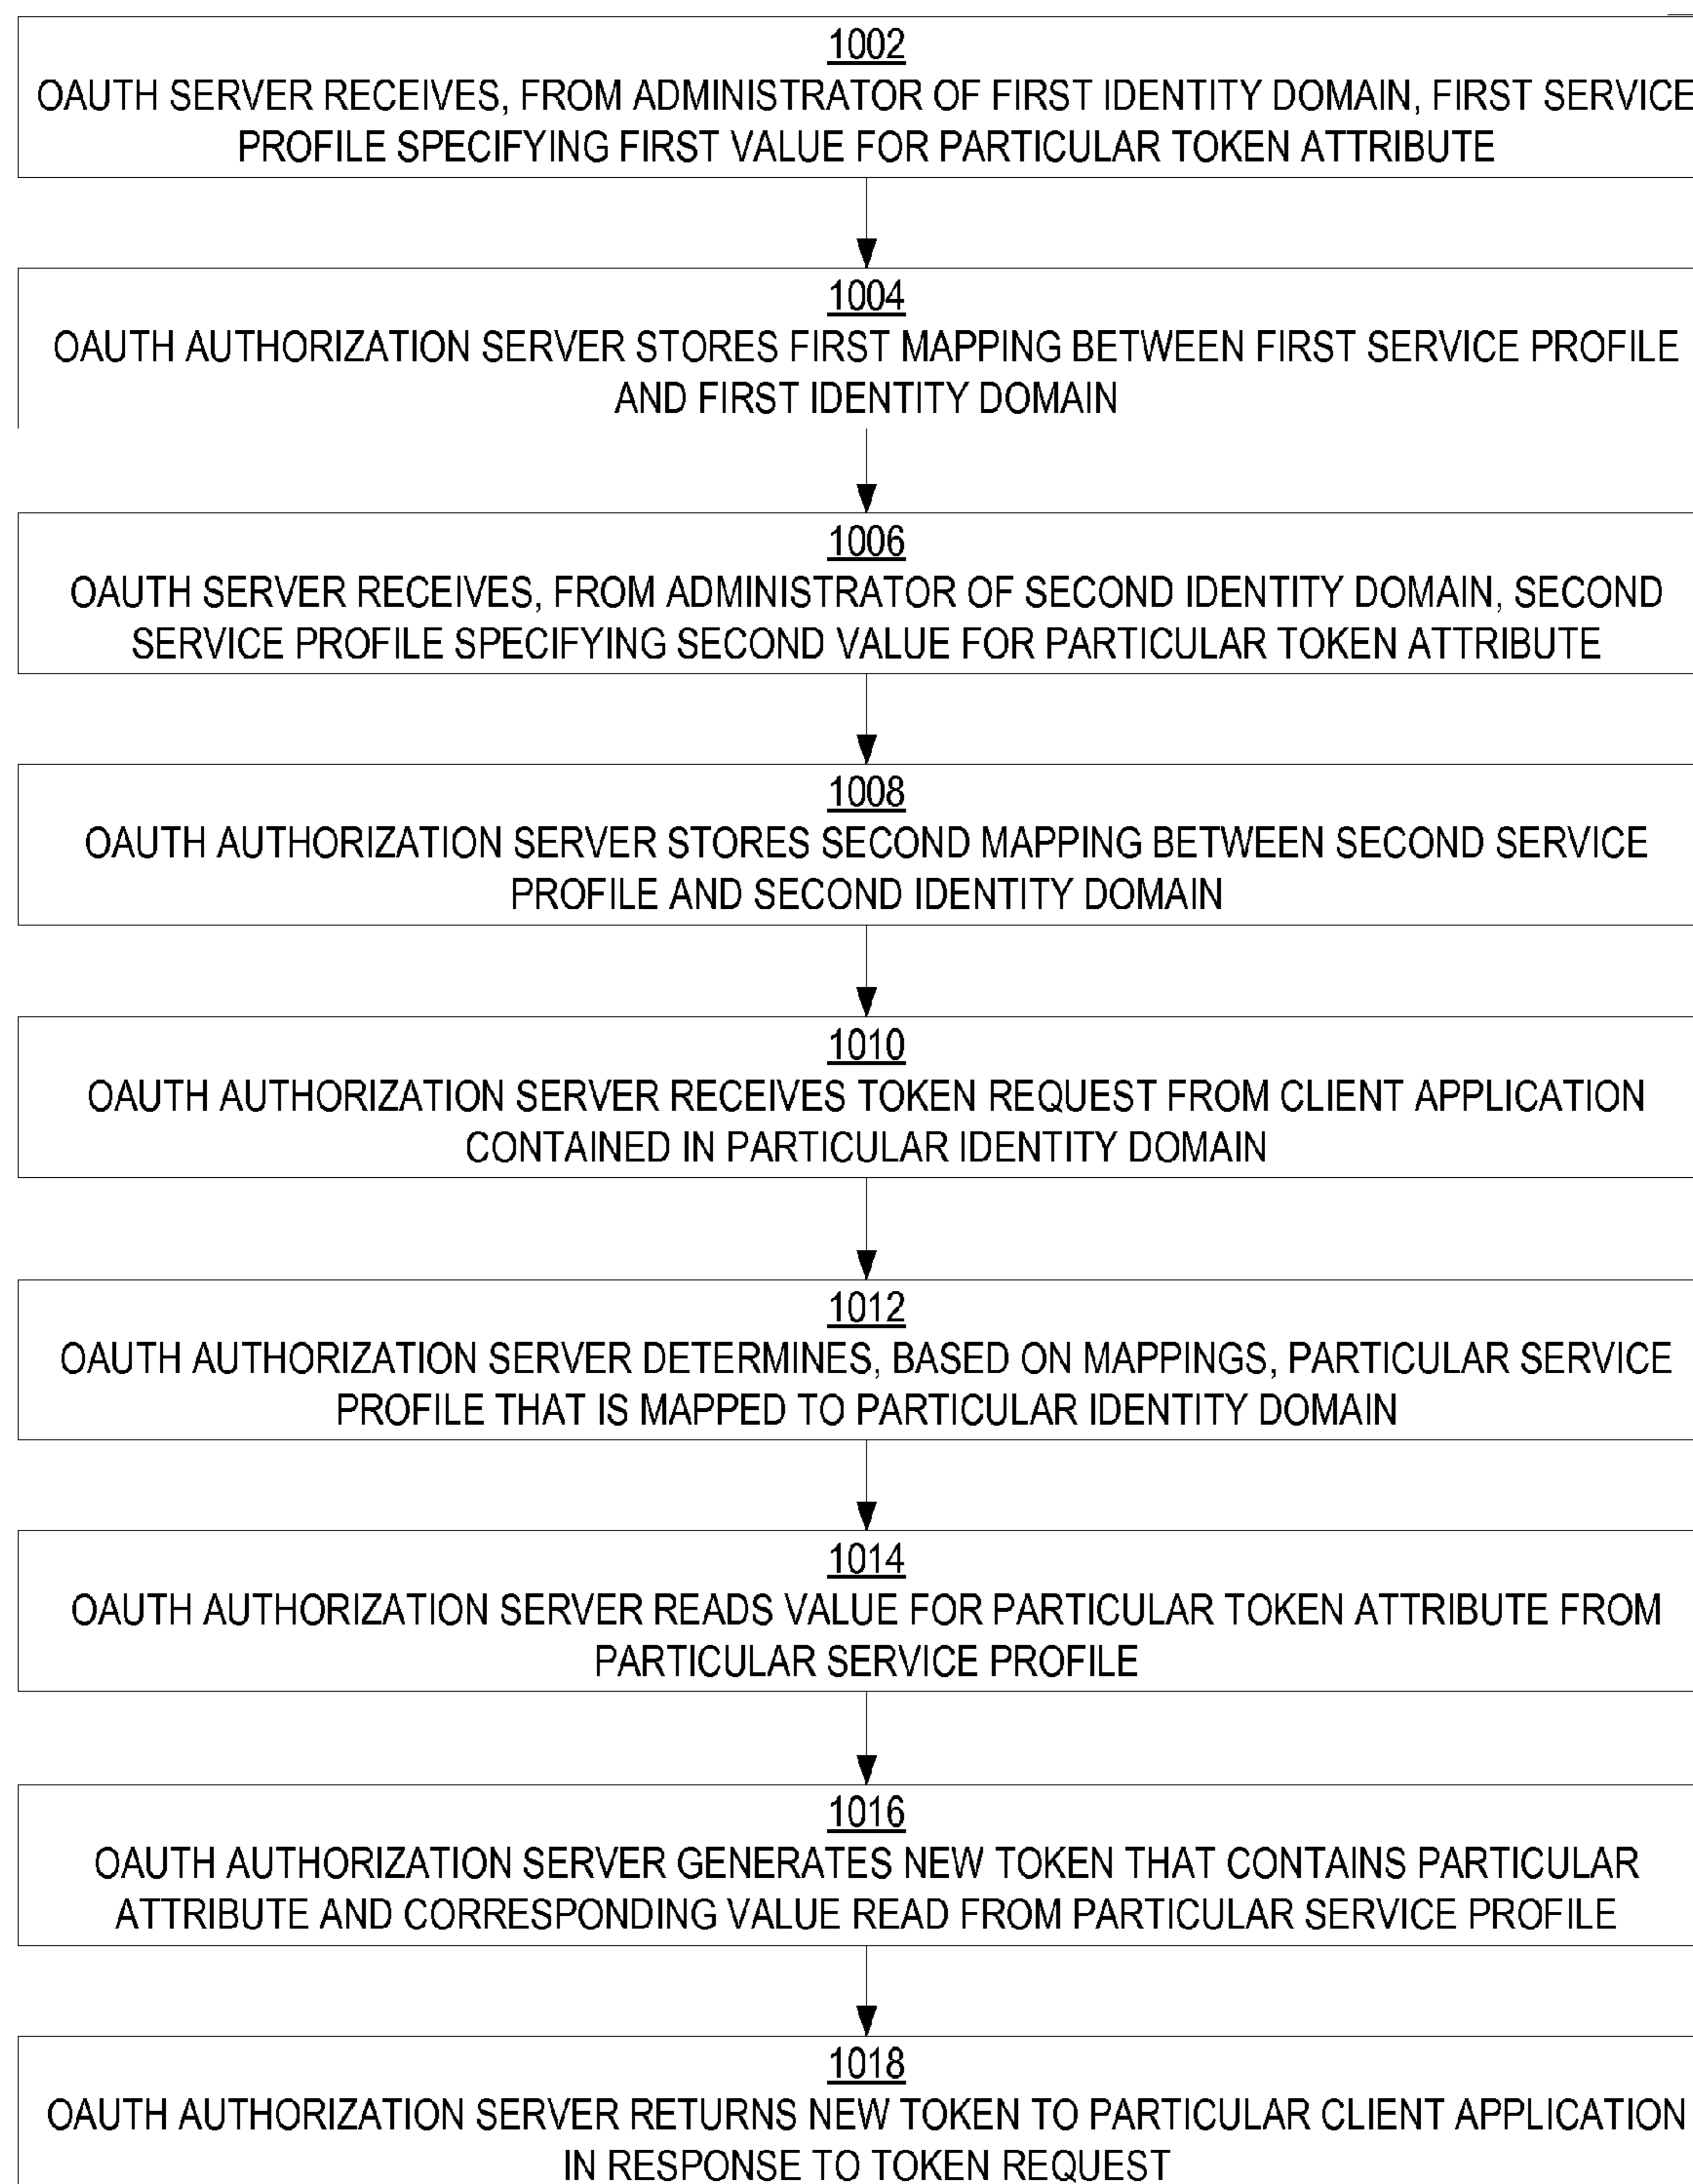 1002
OAUTH SERVER RECEIVES, FROM ADMINISTRATOR OF FIRST IDENTITY DOMAIN, FIRST SERVICE
PROFILE SPECIFYING FIRST VALUE FOR PARTICULAR TOKEN ATTRIBUTE
1004
OAUTH AUTHORIZATION SERVER STORES FIRST MAPPING BETWEEN FIRST SERVICE PROFILE
AND FIRST IDENTITY DOMAIN
1006
OAUTH SERVER RECEIVES, FROM ADMINISTRATOR OF SECOND IDENTITY DOMAIN, SECOND
SERVICE PROFILE SPECIFYING SECOND VALUE FOR PARTICULAR TOKEN ATTRIBUTE
1008
OAUTH AUTHORIZATION SERVER STORES SECOND MAPPING BETWEEN SECOND SERVICE
PROFILE AND SECOND IDENTITY DOMAIN
1010
OAUTH AUTHORIZATION SERVER RECEIVES TOKEN REQUEST FROM CLIENT APPLICATION
CONTAINED IN PARTICULAR IDENTITY DOMAIN
1012
OAUTH AUTHORIZATION SERVER DETERMINES, BASED ON MAPPINGS, PARTICULAR SERVICE
PROFILE THAT IS MAPPED TO PARTICULAR IDENTITY DOMAIN
1014
OAUTH AUTHORIZATION SERVER READS VALUE FOR PARTICULAR TOKEN ATTRIBUTE FROM
PARTICULAR SERVICE PROFILE
1016
OAUTH AUTHORIZATION SERVER GENERATES NEW TOKEN THAT CONTAINS PARTICULAR
ATTRIBUTE AND CORRESPONDING VALUE READ FROM PARTICULAR SERVICE PROFILE
1018
OAUTH AUTHORIZATION SERVER RETURNS NEW TOKEN TO PARTICULAR CLIENT APPLICATION
IN RESPONSE TO TOKEN REQUEST